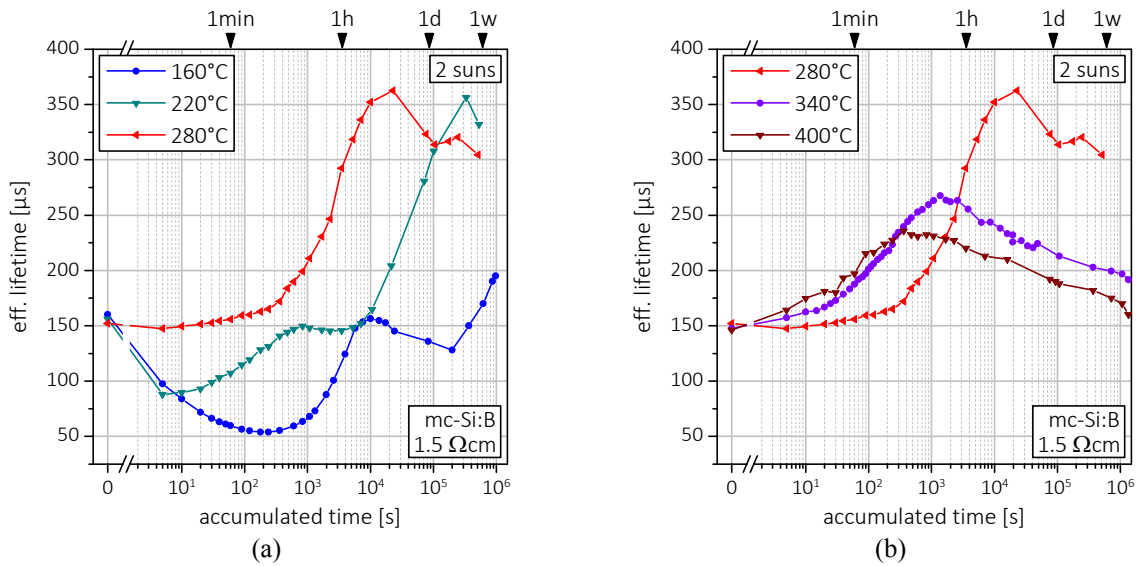 1min 1h 1d 1w
400
350
300
250
200
150
100
50
eff. lifetime [µs]
160°C
220°C
280°C
2 suns
mc-Si:B
1.5 Ωcm
0 10¹ 10² 10³ 10⁴ 10⁵ 10⁶
accumulated time [s]
(a)
1min 1h 1d 1w
400
350
300
250
200
150
100
50
eff. lifetime [µs]
280°C
340°C
400°C
2 suns
mc-Si:B
1.5 Ωcm
0 10¹ 10² 10³ 10⁴ 10⁵ 10⁶
accumulated time [s]
(b)